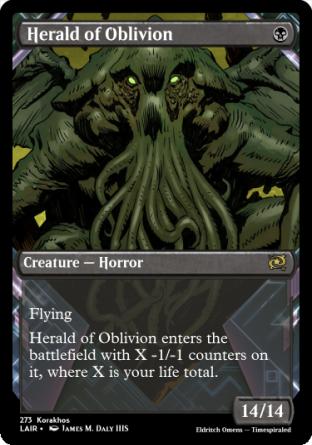 Herald of Oblivion
Creature — Horror
Flying
Herald of Oblivion enters the
battlefield with X -1/-1 counters on
it, where X is your life total.
14/14
273 Korakhos
LAIR • James M. Daly IIIS
Eldritch Omens — Timespiraled